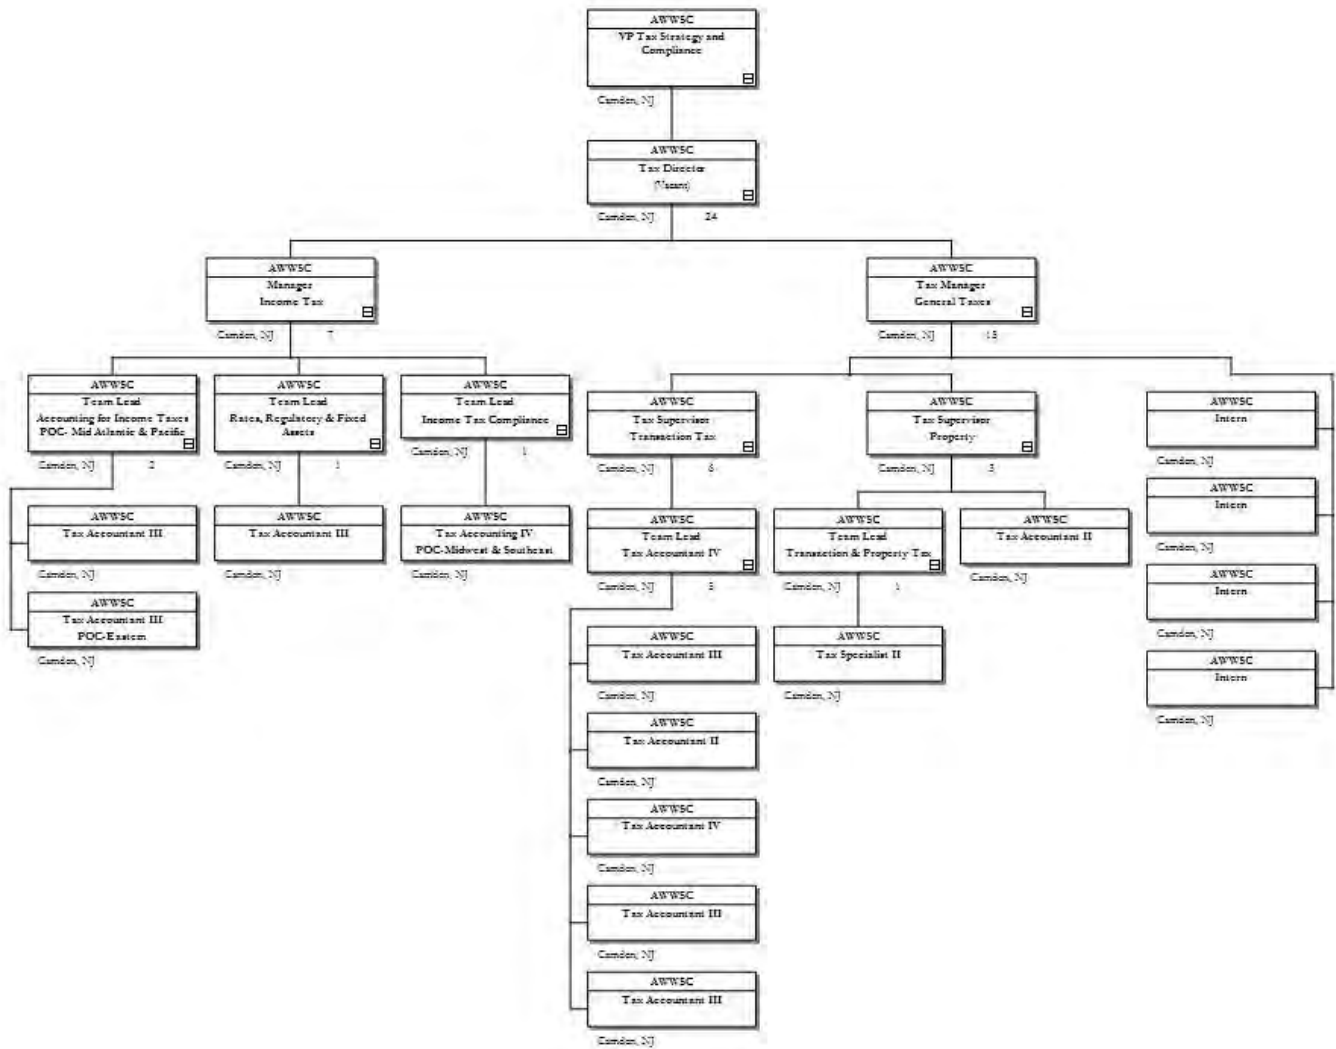 AWWSC
VP Tax Strategy and
Compliance
Camden, NJ
AWWSC
Tax Director
(Vacant)
Camden, NJ 24
AWWSC
Manager
Income Tax
Camden, NJ 7
AWWSC
Tax Manager
General Taxes
Camden, NJ 15
AWWSC
Team Lead
Accounting for Income Taxes
POC- Mid Atlantic & Pacific
Camden, NJ 2
AWWSC
Team Lead
Rates, Regulatory & Fixed
Assets
Camden, NJ 1
AWWSC
Team Lead
Income Tax Compliance
Camden, NJ 1
AWWSC
Tax Supervisor
Transaction Tax
Camden, NJ 6
AWWSC
Tax Supervisor
Property
Camden, NJ 3
AWWSC
Intern
Camden, NJ
AWWSC
Intern
Camden, NJ
AWWSC
Intern
Camden, NJ
AWWSC
Intern
Camden, NJ
AWWSC
Tax Accountant III
Camden, NJ
AWWSC
Tax Accountant III
POC-Eastern
Camden, NJ
AWWSC
Tax Accountant III
Camden, NJ
AWWSC
Tax Accounting IV
POC-Midwest & Southeast
Camden, NJ
AWWSC
Team Lead
Tax Accountant IV
Camden, NJ 5
AWWSC
Team Lead
Transaction & Property Tax
Camden, NJ 1
AWWSC
Tax Accountant II
Camden, NJ
AWWSC
Tax Specialist II
Camden, NJ
AWWSC
Tax Accountant III
Camden, NJ
AWWSC
Tax Accountant II
Camden, NJ
AWWSC
Tax Accountant IV
Camden, NJ
AWWSC
Tax Accountant III
Camden, NJ
AWWSC
Tax Accountant III
Camden, NJ